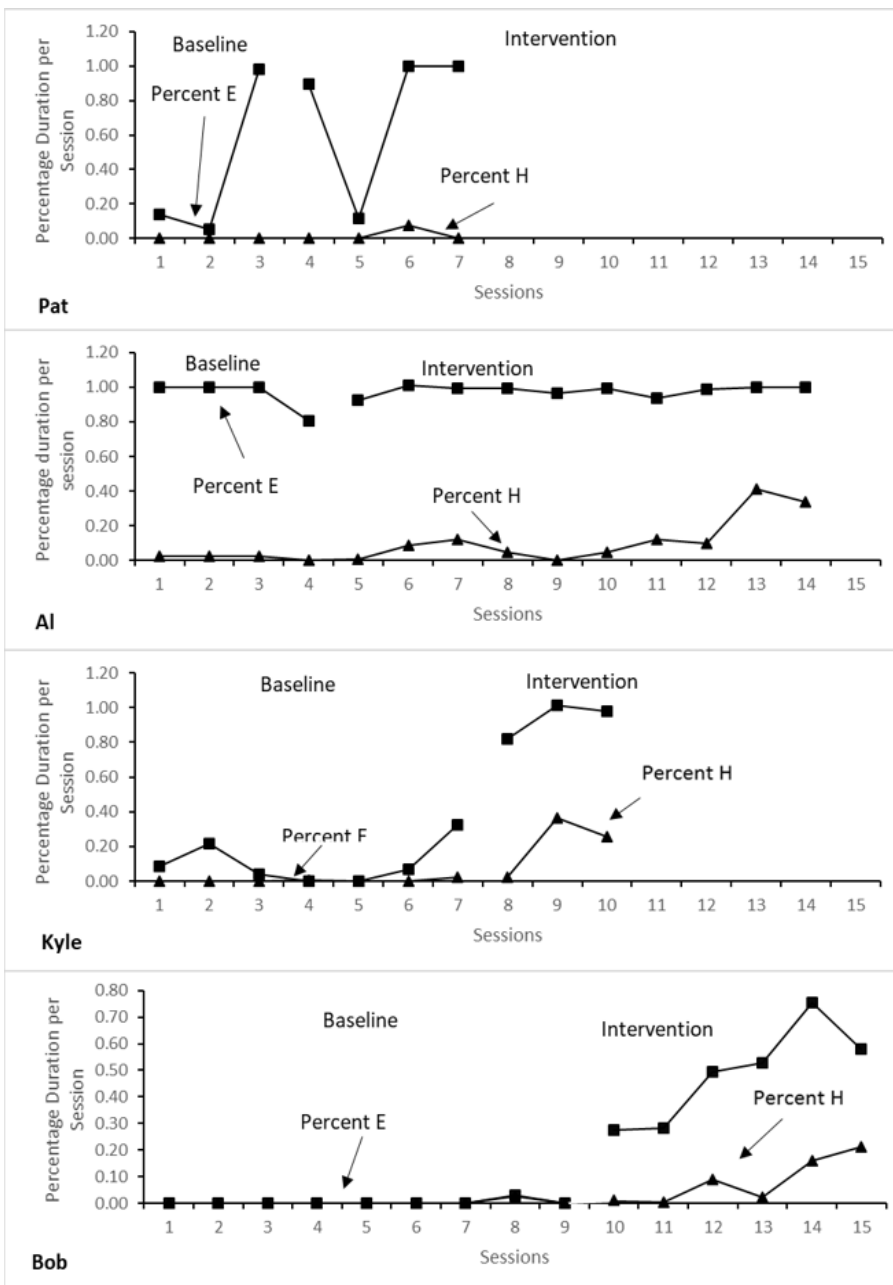 Percentage Duration per
Session
1.20
1.00
0.80
0.60
0.40
0.20
0.00
Baseline
Intervention
Percent E
Percent H
1 2 3 4 5 6 7 8 9 10 11 12 13 14 15
Sessions
Pat
Percentage duration per
session
1.20
1.00
0.80
0.60
0.40
0.20
0.00
Baseline
Intervention
Percent E
Percent H
1 2 3 4 5 6 7 8 9 10 11 12 13 14 15
Sessions
Al
Percentage Duration per
Session
1.20
1.00
0.80
0.60
0.40
0.20
0.00
Baseline
Intervention
Percent H
Percent E
1 2 3 4 5 6 7 8 9 10 11 12 13 14 15
Sessions
Kyle
Percentage Duration per
Session
0.80
0.70
0.60
0.50
0.40
0.30
0.20
0.10
0.00
Baseline
Intervention
Percent E
Percent H
1 2 3 4 5 6 7 8 9 10 11 12 13 14 15
Sessions
Bob